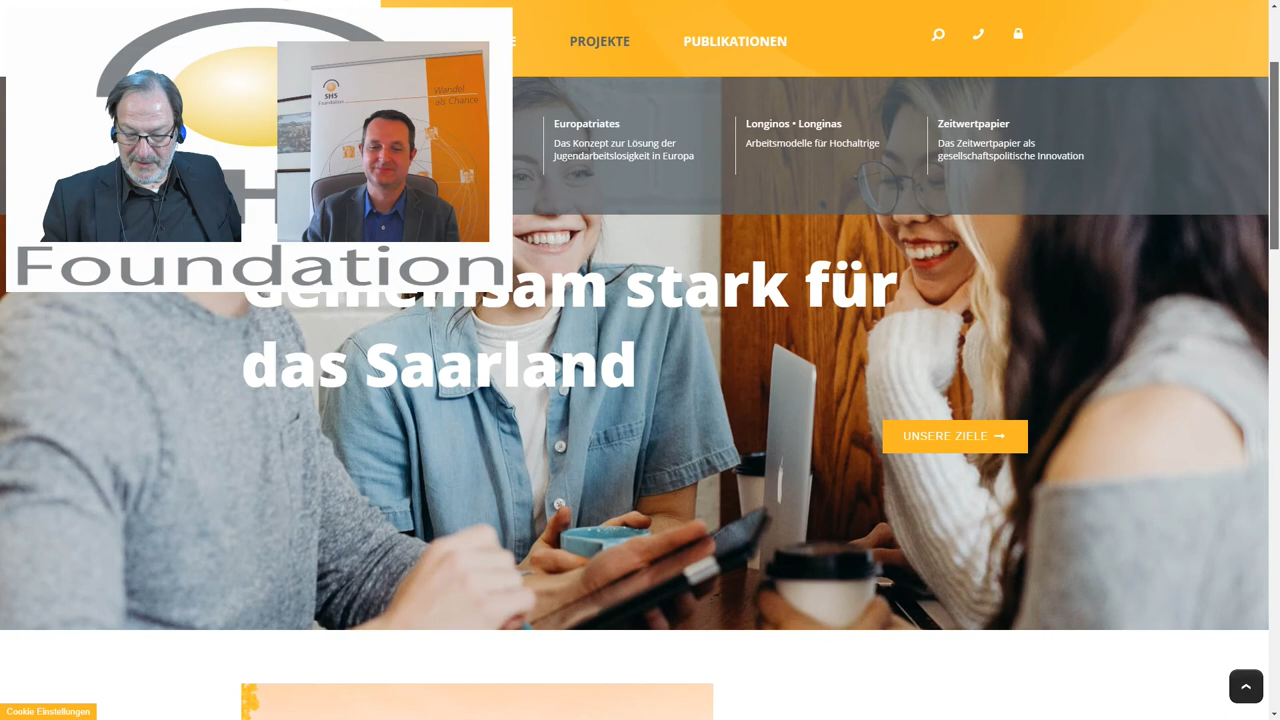 PROJEKTE
PUBLIKATIONEN
Europatriates
Das Konzept zur Lösung der
Jugendarbeitslosigkeit in Europa
Longinos • Longinas
Arbeitsmodelle für Hochaltrige
Zeitwertpapier
Das Zeitwertpapier als
gesellschaftspolitische Innovation
SHS
Foundation
Wandel
als Chance
Foundation
Gemeinsam stark für
das Saarland
UNSERE ZIELE
Cookie Einstellungen